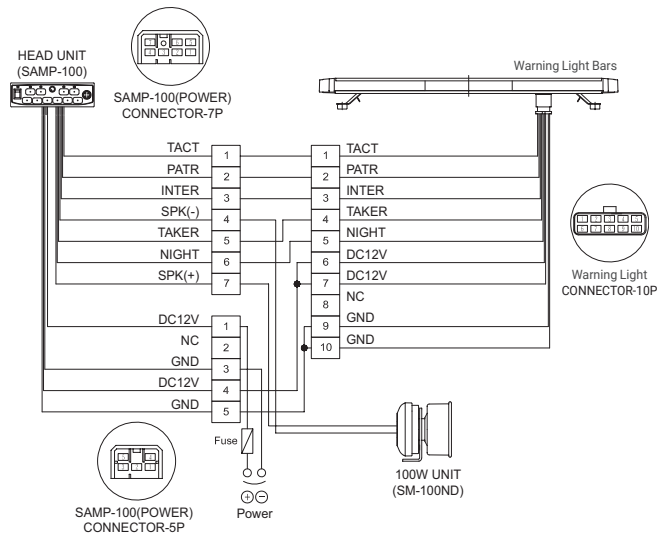 HEAD UNIT
(SAMP-100)
SAMP-100(POWER)
CONNECTOR-7P
Warning Light Bars
TACT 1 1 TACT
PATR 2 2 PATR
INTER 3 3 INTER
SPK(-) 4 4 TAKER
TAKER 5 5 NIGHT
NIGHT 6 6 DC12V
SPK(+) 7 7 DC12V
8 NC
DC12V 1 9 GND
NC 2 10 GND
GND 3
DC12V 4
GND 5
Warning Light
CONNECTOR-10P
Fuse
Power
100W UNIT
(SM-100ND)
SAMP-100(POWER)
CONNECTOR-5P